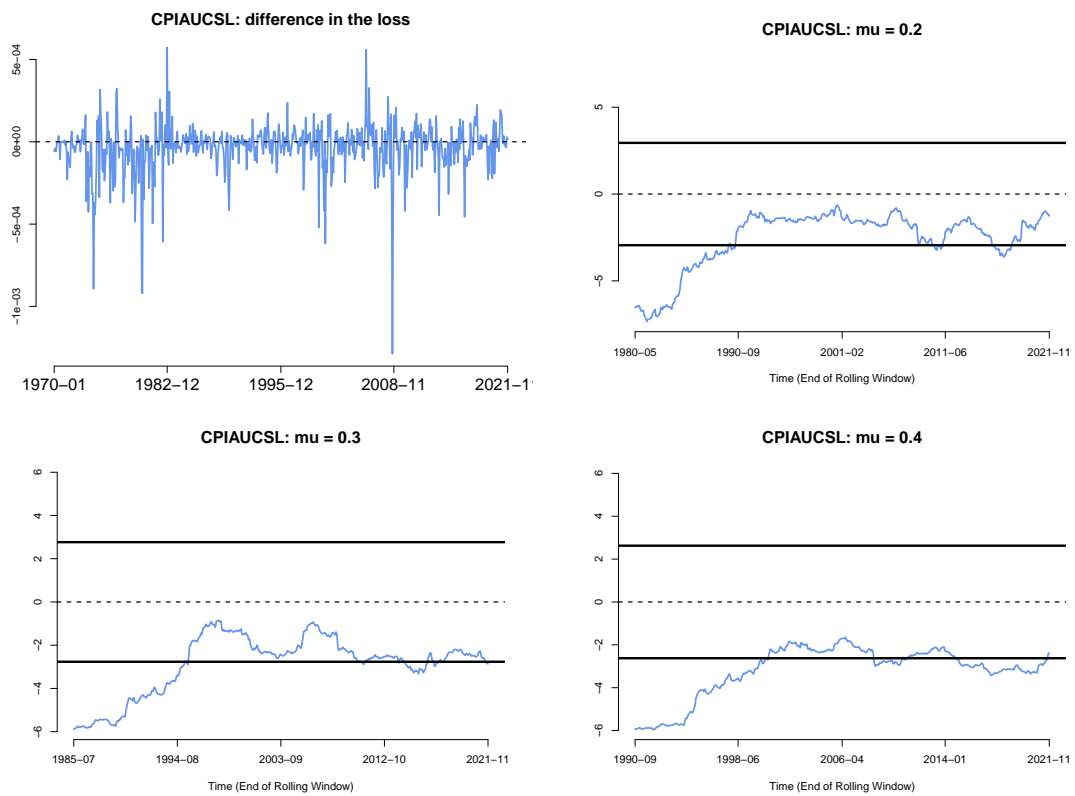 CPIAUCSL: difference in the loss
5e−04
0e+00
−5e−04
−1e−03
1970−01 1982−12 1995−12 2008−11 2021−1
CPIAUCSL: mu = 0.2
5
0
−5
1980−05 1990−09 2001−02 2011−06 2021−11
Time (End of Rolling Window)
CPIAUCSL: mu = 0.3
6
4
2
0
−2
−4
−6
1985−07 1994−08 2003−09 2012−10 2021−11
Time (End of Rolling Window)
CPIAUCSL: mu = 0.4
6
4
2
0
−2
−4
−6
1990−09 1998−06 2006−04 2014−01 2021−11
Time (End of Rolling Window)